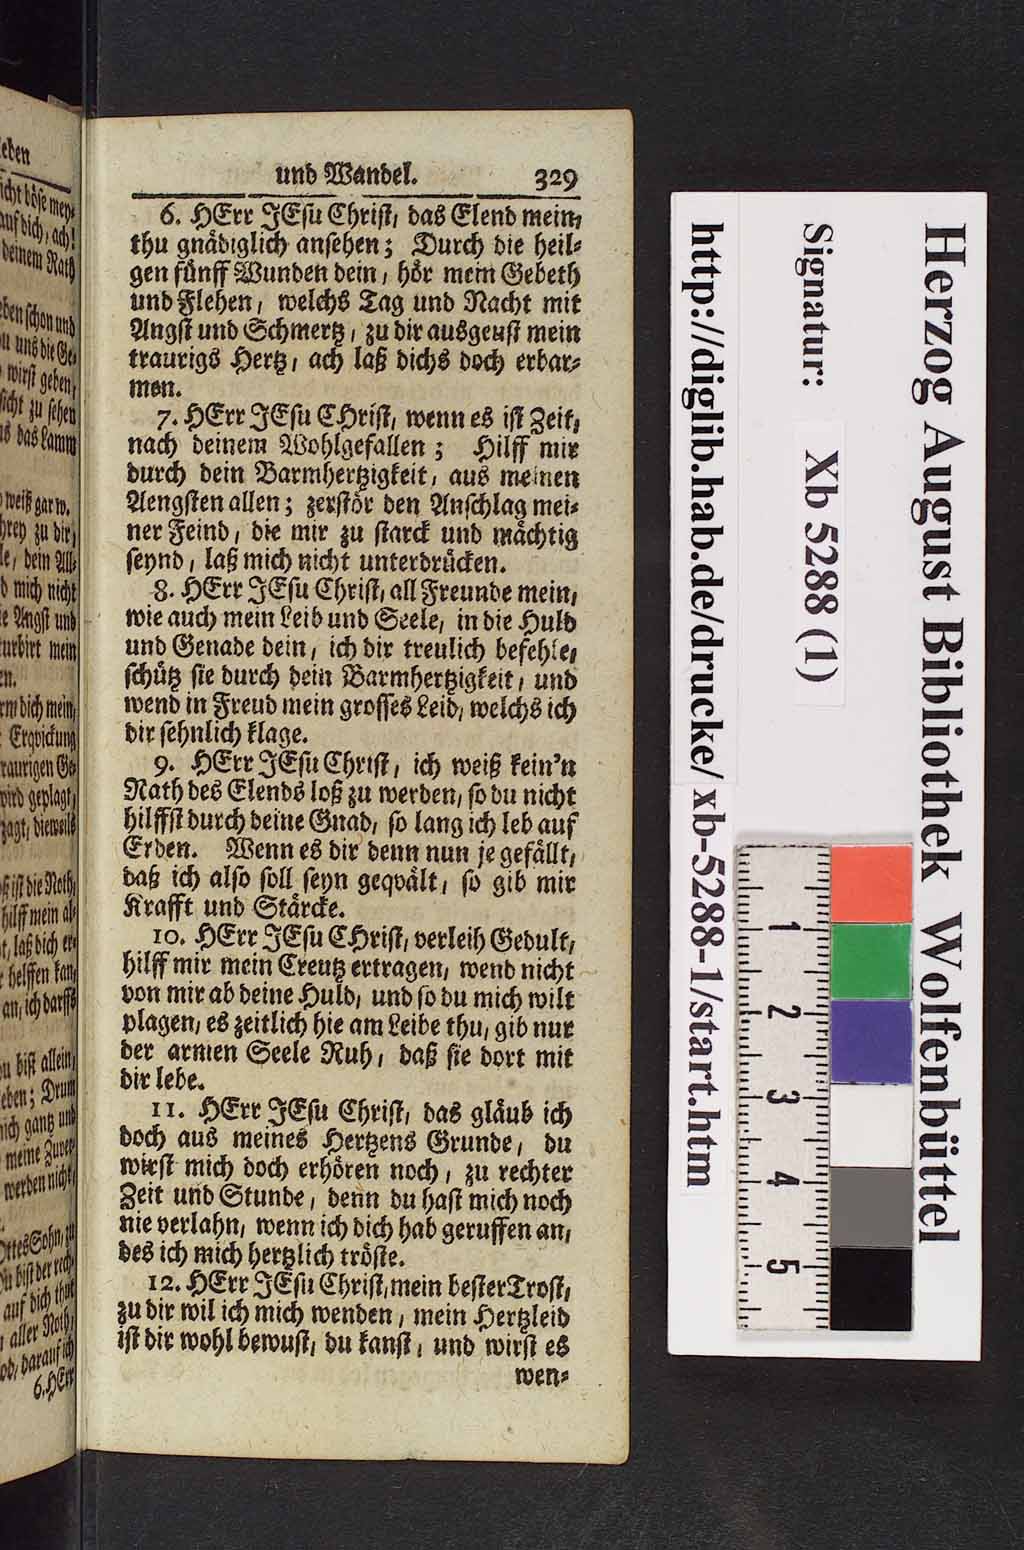 und Wandel. 329
6. HErr JEsu Christ, das Elend mein,
thu gnädiglich ansehen; Durch die heil-
gen fünff Wunden dein, hör mein Gebeth
und Flehen, welchs Tag und Nacht mit
Angst und Schmertz, zu dir ausgeust mein
traurigs Hertz, ach laß dichs doch erbar-
men.
7. HErr JEsu CHrist, wenn es ist Zeit,
nach deinem Wohlgefallen; Hilff mir
durch dein Barmhertzigkeit, aus meinen
Aengsten allen; zerstör den Anschlag mei-
ner Feind, die mir zu starck und mächtig
seynd, laß mich nicht unterdrücken.
8. HErr JEsu Christ, all Freunde mein,
wie auch mein Leib und Seele, in die Huld
und Genade dein, ich dir treulich befehle,
schütz sie durch dein Barmhertzigkeit, und
wend in Freud mein grosses Leid, welchs ich
dir sehnlich klage.
9. HErr JEsu Christ, ich weiß kein'n
Rath des Elends loß zu werden, so du nicht
hilffst durch deine Gnad, so lang ich leb auf
Erden. Wenn es dir denn nun je gefällt,
daß ich also soll seyn geqvält, so gib mir
Krafft und Stärcke.
10. HErr JEsu CHrist, verleih Gedult,
hilff mir mein Creutz ertragen, wend nicht
von mir ab deine Huld, und so du mich wilt
plagen, es zeitlich hie am Leibe thu, gib nur
der armen Seele Ruh, daß sie dort mit
dir lebe.
11. HErr JEsu Christ, das gläub ich
doch aus meines Hertzens Grunde, du
wirst mich doch erhören noch, zu rechter
Zeit und Stunde, denn du hast mich noch
nie verlahn, wenn ich dich hab geruffen an,
des ich mich hertzlich tröste.
12. HErr JEsu Christ, mein bester Trost,
zu dir wil ich mich wenden, mein Hertzleid
ist dir wohl bewust, du kanst, und wirst es
wen-
Herzog August Bibliothek Wolfenbüttel
Signatur: Xb 5288 (1)
http://diglib.hab.de/drucke/xb-5288-1/start.htm
1
2
3
4
5